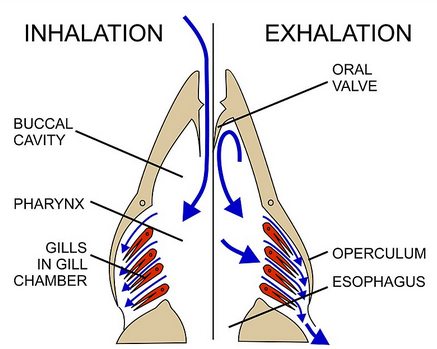 INHALATION
EXHALATION
ORAL
VALVE
BUCCAL
CAVITY
PHARYNX
GILLS
IN GILL
CHAMBER
OPERCULUM
ESOPHAGUS